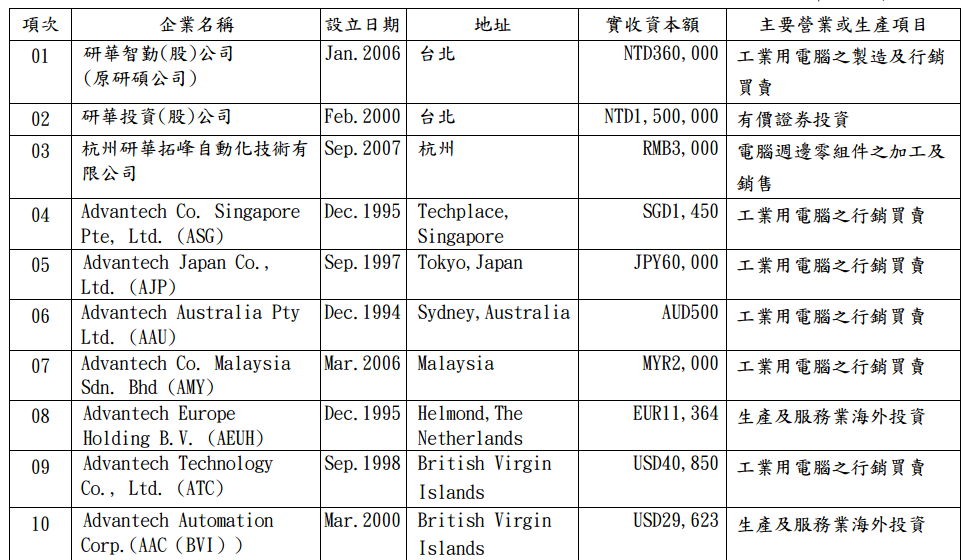 項次 企業名稱 設立日期 地址 實收資本額 主要營業或生產項目
01 研華智勤(股)公司 Jan.2006 台北 NTD360,000 工業用電腦之製造及行銷
(原研碩公司) 買賣
02 研華投資(股)公司 Feb.2000 台北 NTD1,500,000 有價證券投資
03 杭州研華拓峰自動化技術有 Sep.2007 杭州 RMB3,000 電腦週邊零組件之加工及
限公司 銷售
04 Advantech Co. Singapore Dec.1995 Techplace, SGD1,450 工業用電腦之行銷買賣
Pte, Ltd. (ASG) Singapore
05 Advantech Japan Co., Sep.1997 Tokyo,Japan JPY60,000 工業用電腦之行銷買賣
Ltd. (AJP)
06 Advantech Australia Pty Dec.1994 Sydney,Australia AUD500 工業用電腦之行銷買賣
Ltd. (AAU)
07 Advantech Co. Malaysia Mar.2006 Malaysia MYR2,000 工業用電腦之行銷買賣
Sdn. Bhd (AMY)
08 Advantech Europe Dec.1995 Helmond,The EUR11,364 生產及服務業海外投資
Holding B.V. (AEUH) Netherlands
09 Advantech Technology Sep.1998 British Virgin USD40,850 工業用電腦之行銷買賣
Co., Ltd. (ATC) Islands
10 Advantech Automation Mar.2000 British Virgin USD29,623 生產及服務業海外投資
Corp.(AAC（BVI）) Islands